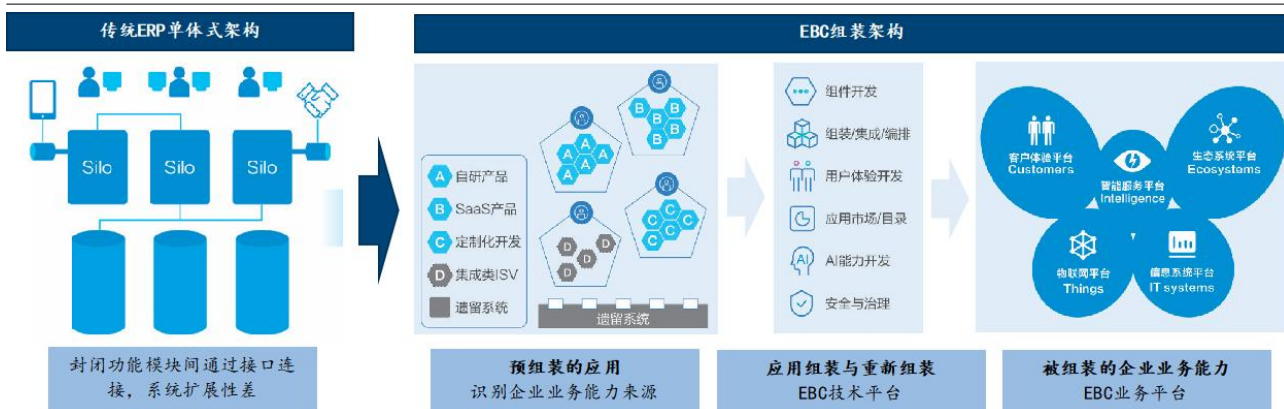 传统ERP单体式架构
Silo
Silo
Silo
封闭功能模块间通过接口连
接，系统扩展性差
EBC组装架构
A 自研产品
B SaaS产品
C 定制化开发
D 集成类ISV
遗留系统
A
A
A
A
A
B
B
B
B
B
C
C
C
C
C
D
D
D
D
D
遗留系统
预组装的应用
识别企业业务能力来源
组件开发
组装/集成/编排
用户体验开发
应用市场/目录
AI
AI能力开发
安全与治理
应用组装与重新组装
EBC技术平台
客户体验平台
Customers
生态系统平台
Ecosystems
智能服务平台
Intelligence
物联网平台
Things
信息系统平台
IT systems
被组装的企业业务能力
EBC业务平台